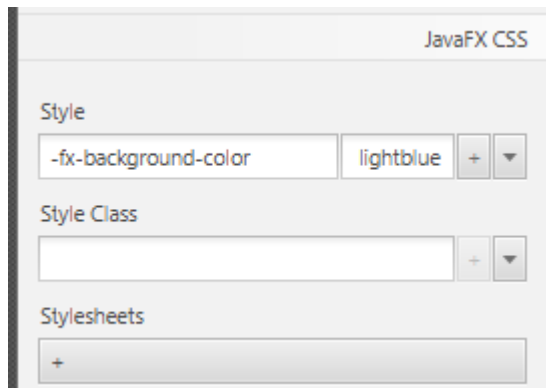 JavaFX CSS
Style
-fx-background-color lightblue +
Style Class
+
Stylesheets
+